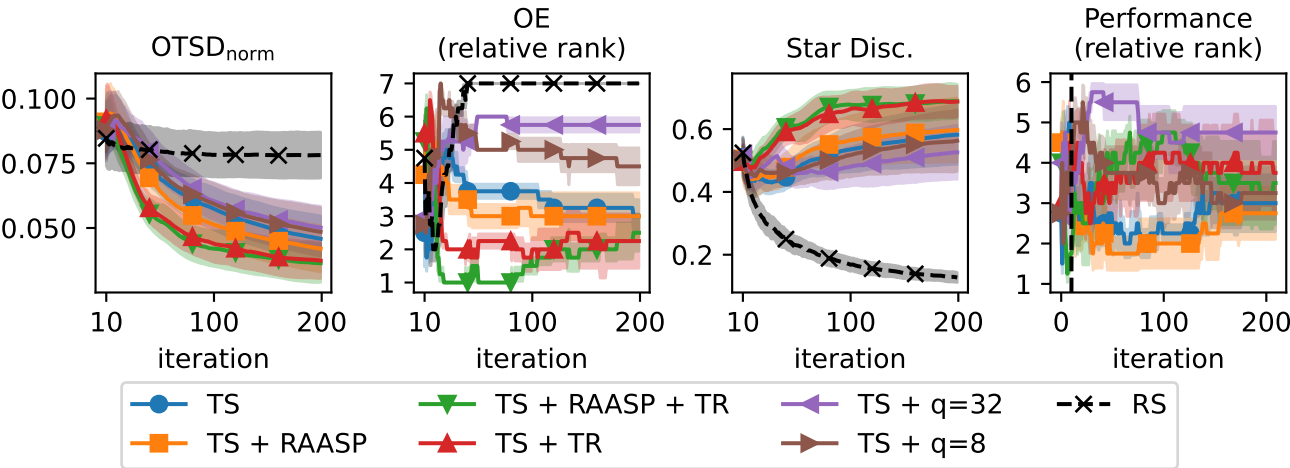 OTSDnorm
OE
(relative rank)
Star Disc.
Performance
(relative rank)
0.100
0.075
0.050
7
6
5
4
3
2
1
0.6
0.4
0.2
6
5
4
3
2
1
10 100 200
10 100 200
10 100 200
0 100 200
iteration
iteration
iteration
iteration
TS
TS + RAASP + TR
TS + q=32
RS
TS + RAASP
TS + TR
TS + q=8